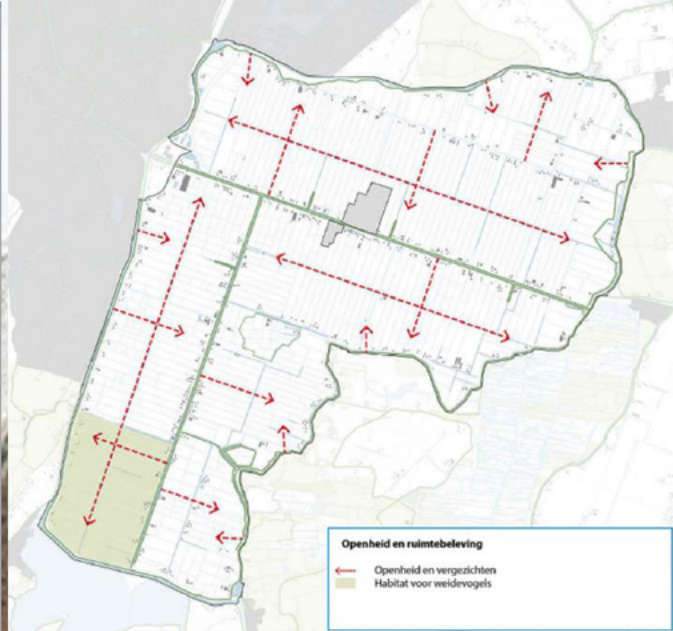 Openheid en ruimtebeleving
Openheid en vergezichten
Habitat voor weidevogels